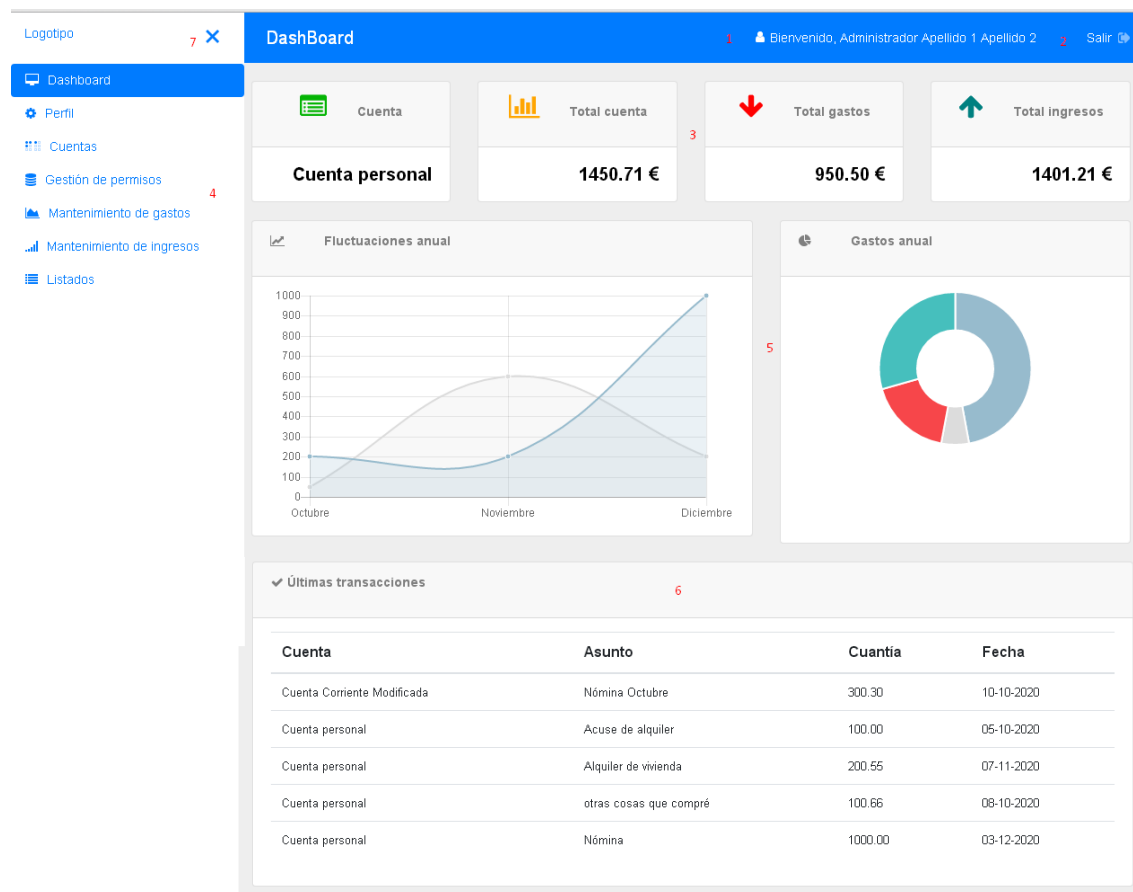 Logotipo
7
DashBoard
1
Bienvenido, Administrador Apellido 1 Apellido 2
Salir
Dashboard
Perfil
Cuentas
Gestión de permisos
4
Mantenimiento de gastos
Mantenimiento de ingresos
Listados
Cuenta
Total cuenta
Total gastos
Total ingresos
3
Cuenta personal
1450.71 €
950.50 €
1401.21 €
Fluctuaciones anual
Gastos anual
1000
900
800
700
600
500
400
300
200
100
0
Octubre Noviembre Diciembre
5
Últimas transacciones
6
Cuenta Asunto Cuantía Fecha
Cuenta Corriente Modificada Nómina Octubre 300.30 10-10-2020
Cuenta personal Acuse de alquiler 100.00 05-10-2020
Cuenta personal Alquiler de vivienda 200.55 07-11-2020
Cuenta personal otras cosas que compré 100.66 08-10-2020
Cuenta personal Nómina 1000.00 03-12-2020